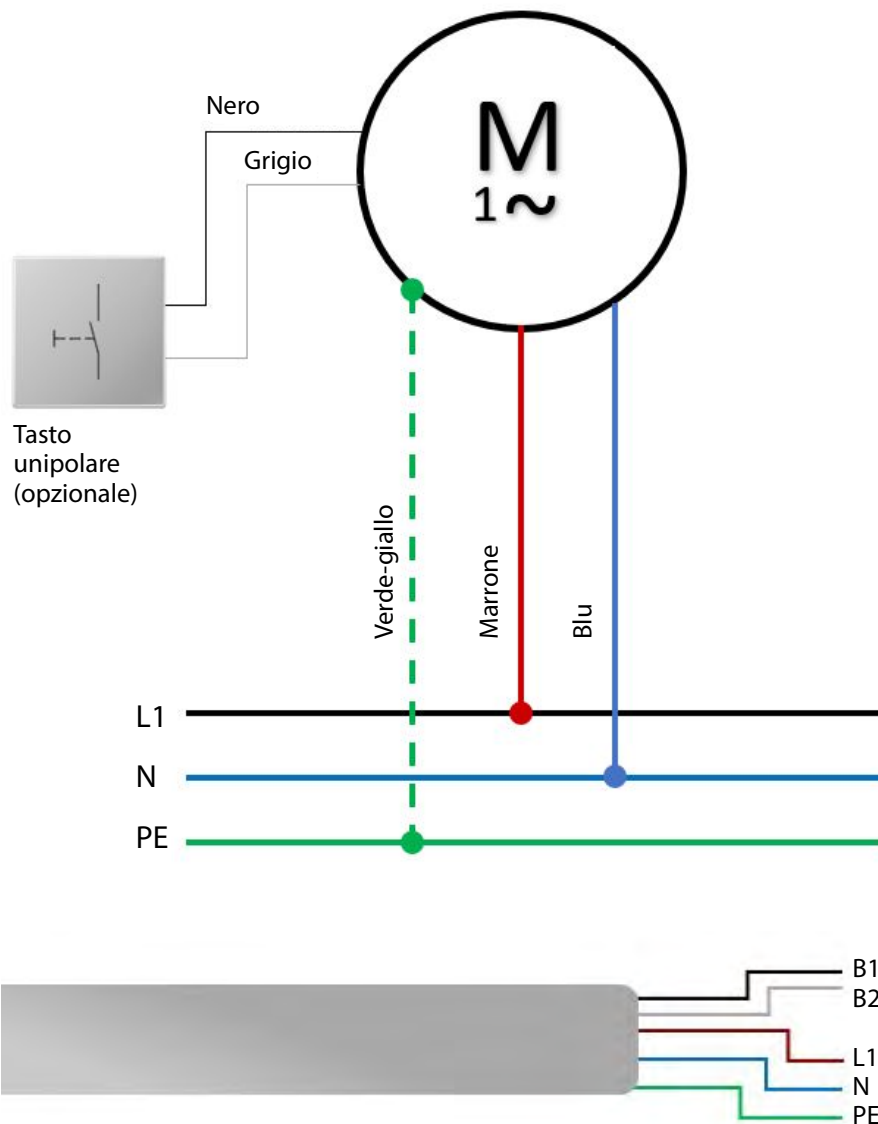 Nero
Grigio
M
1~
Tasto
unipolare
(opzionale)
Verde-giallo
Marrone
Blu
L1
N
PE
B1
B2
L1
N
PE